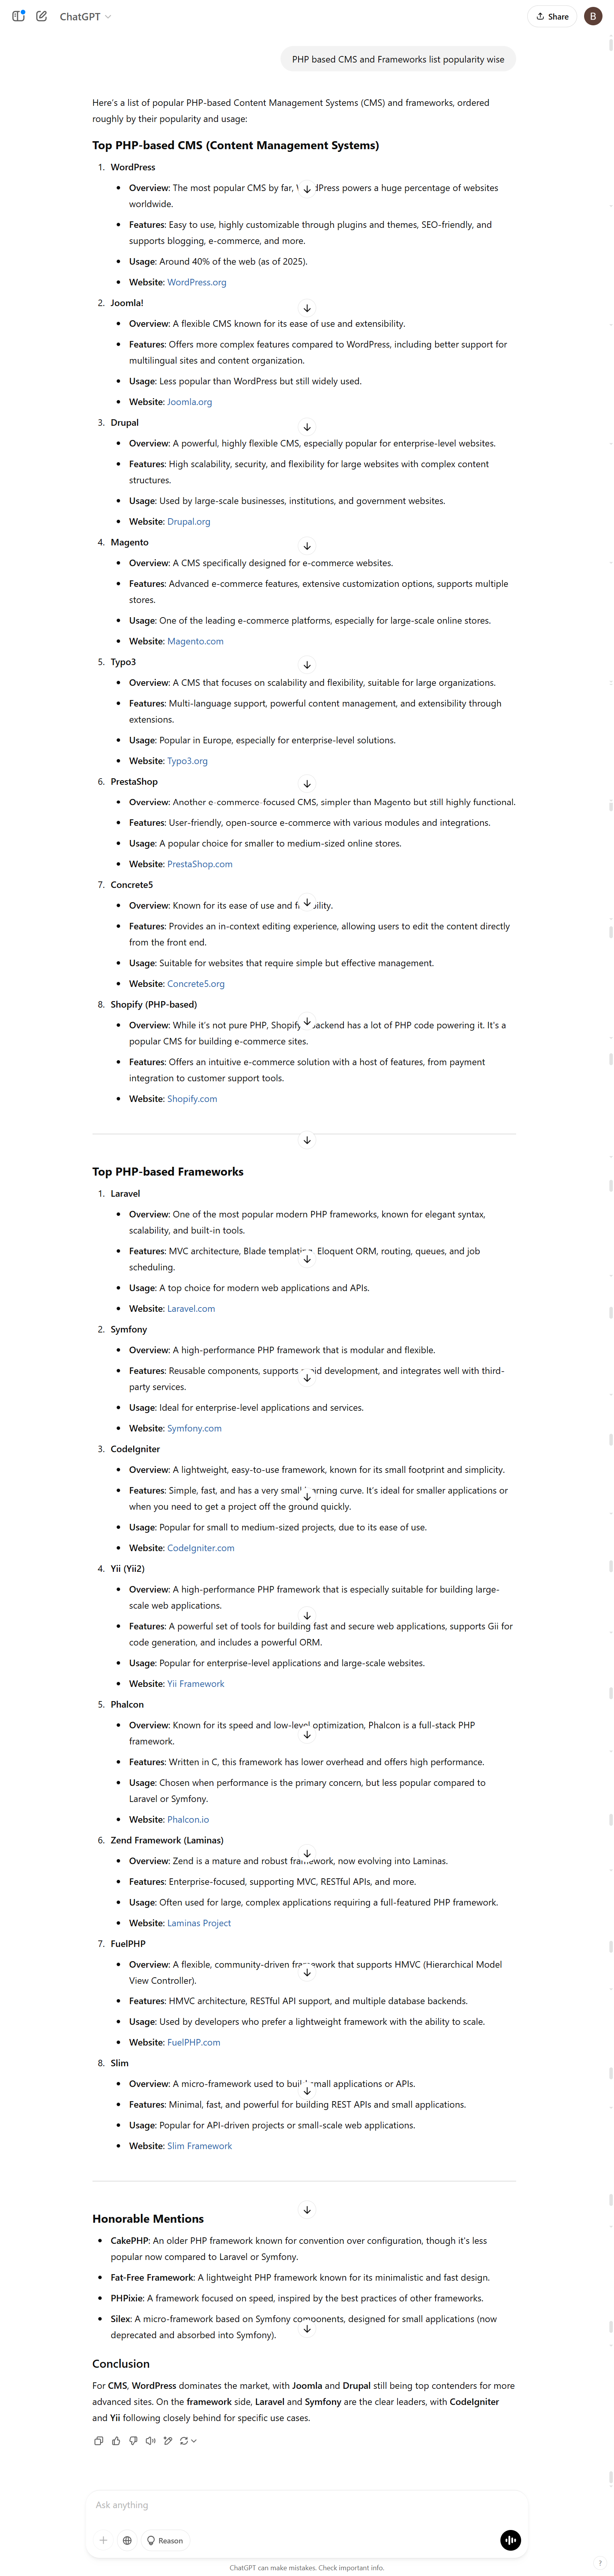 ChatGPT
Share
B
PHP based CMS and Frameworks list popularity wise
Here's a list of popular PHP-based Content Management Systems (CMS) and frameworks, ordered
roughly by their popularity and usage:
Top PHP-based CMS (Content Management Systems)
1. WordPress
• Overview: The most popular CMS by far, powers a huge percentage of websites
worldwide.
• Features: Easy to use, highly customizable through plugins and themes, SEO-friendly, and
supports blogging, e-commerce, and more.
• Usage: Around 40% of the web (as of 2025).
• Website: WordPress.org
2. Joomla!
• Overview: A flexible CMS known for its ease of use and extensibility.
• Features: Offers more complex features compared to WordPress, including better support for
multilingual sites and content organization.
• Usage: Less popular than WordPress but still widely used.
• Website: Joomla.org
3. Drupal
• Overview: A powerful, highly flexible CMS, especially popular for enterprise-level websites.
• Features: High scalability, security, and flexibility for large websites with complex content
structures.
• Usage: Used by large-scale businesses, institutions, and government websites.
• Website: Drupal.org
4. Magento
• Overview: A CMS specifically designed for e-commerce websites.
• Features: Advanced e-commerce features, extensive customization options, supports multiple
stores.
• Usage: One of the leading e-commerce platforms, especially for large-scale online stores.
• Website: Magento.com
5. Typo3
• Overview: A CMS that focuses on scalability and flexibility, suitable for large organizations.
• Features: Multi-language support, powerful content management, and extensibility through
extensions.
• Usage: Popular in Europe, especially for enterprise-level solutions.
• Website: Typo3.org
6. PrestaShop
• Overview: Another e-commerce-focused CMS, simpler than Magento but still highly functional.
• Features: User-friendly, open-source e-commerce with various modules and integrations.
• Usage: A popular choice for smaller to medium-sized online stores.
• Website: PrestaShop.com
7. Concrete5
• Overview: Known for its ease of use and
• Features: Provides an in-context editing experience, allowing users to edit the content directly
from the front end.
• Usage: Suitable for websites that require simple but effective management.
• Website: Concrete5.org
8. Shopify (PHP-based)
• Overview: While it's not pure PHP, Shopify backend has a lot of PHP code powering it. It's a
popular CMS for building e-commerce sites.
• Features: Offers an intuitive e-commerce solution with a host of features, from payment
integration to customer support tools.
• Website: Shopify.com
Top PHP-based Frameworks
1. Laravel
• Overview: One of the most popular modern PHP frameworks, known for elegant syntax,
scalability, and built-in tools.
• Features: MVC architecture, Blade templating, Eloquent ORM, routing, queues, and job
scheduling.
• Usage: A top choice for modern web applications and APIs.
• Website: Laravel.com
2. Symfony
• Overview: A high-performance PHP framework that is modular and flexible.
• Features: Reusable components, supports rapid development, and integrates well with third-
party services.
• Usage: Ideal for enterprise-level applications and services.
• Website: Symfony.com
3. CodeIgniter
• Overview: A lightweight, easy-to-use framework, known for its small footprint and simplicity.
• Features: Simple, fast, and has a very small learning curve. It's ideal for smaller applications or
when you need to get a project off the ground quickly.
• Usage: Popular for small to medium-sized projects, due to its ease of use.
• Website: CodeIgniter.com
4. Yii (Yii2)
• Overview: A high-performance PHP framework that is especially suitable for building large-
scale web applications.
• Features: A powerful set of tools for building fast and secure web applications, supports Gii for
code generation, and includes a powerful ORM.
• Usage: Popular for enterprise-level applications and large-scale websites.
• Website: Yii Framework
5. Phalcon
• Overview: Known for its speed and low-level optimization, Phalcon is a full-stack PHP
framework.
• Features: Written in C, this framework has lower overhead and offers high performance.
• Usage: Chosen when performance is the primary concern, but less popular compared to
Laravel or Symfony.
• Website: Phalcon.io
6. Zend Framework (Laminas)
• Overview: Zend is a mature and robust framework, now evolving into Laminas.
• Features: Enterprise-focused, supporting MVC, RESTful APIs, and more.
• Usage: Often used for large, complex applications requiring a full-featured PHP framework.
• Website: Laminas Project
7. FuelPHP
• Overview: A flexible, community-driven framework that supports HMVC (Hierarchical Model
View Controller).
• Features: HMVC architecture, RESTful API support, and multiple database backends.
• Usage: Used by developers who prefer a lightweight framework with the ability to scale.
• Website: FuelPHP.com
8. Slim
• Overview: A micro-framework used to build small applications or APIs.
• Features: Minimal, fast, and powerful for building REST APIs and small applications.
• Usage: Popular for API-driven projects or small-scale web applications.
• Website: Slim Framework
Honorable Mentions
• CakePHP: An older PHP framework known for convention over configuration, though it's less
popular now compared to Laravel or Symfony.
• Fat-Free Framework: A lightweight PHP framework known for its minimalistic and fast design.
• PHPixie: A framework focused on speed, inspired by the best practices of other frameworks.
• Silex: A micro-framework based on Symfony components, designed for small applications (now
deprecated and absorbed into Symfony).
Conclusion
For CMS, WordPress dominates the market, with Joomla and Drupal still being top contenders for more
advanced sites. On the framework side, Laravel and Symfony are the clear leaders, with CodeIgniter
and Yii following closely behind for specific use cases.
Ask anything
Reason
ChatGPT can make mistakes. Check important info.
?